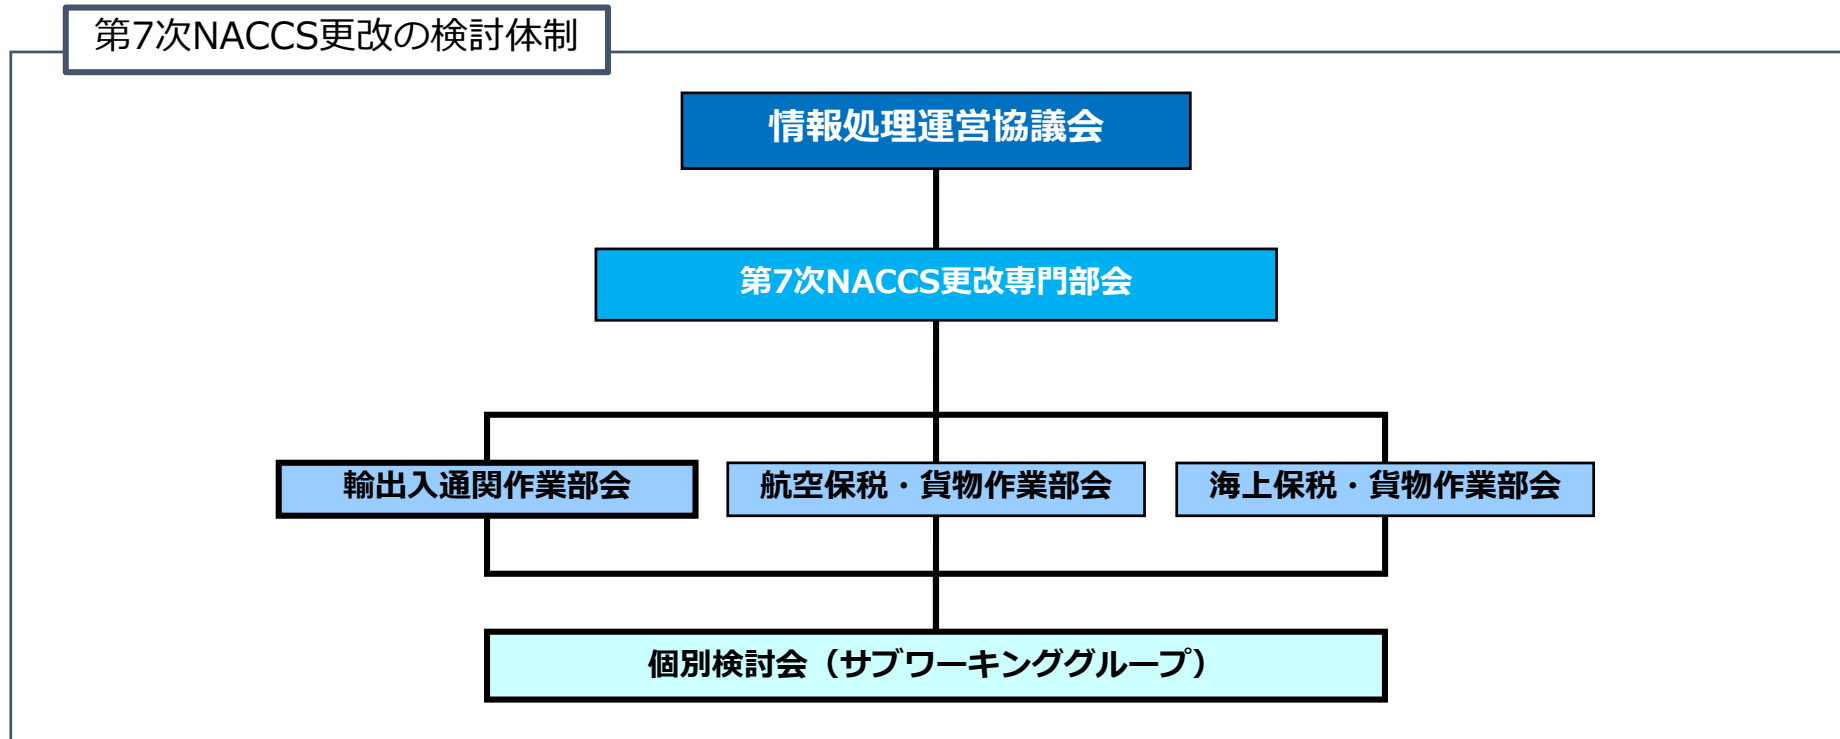 第7次NACCS更改の検討体制
情報処理運営協議会
第7次NACCS更改専門部会
輸出入通関作業部会
航空保税・貨物作業部会
海上保税・貨物作業部会
個別検討会（サブワーキンググループ）